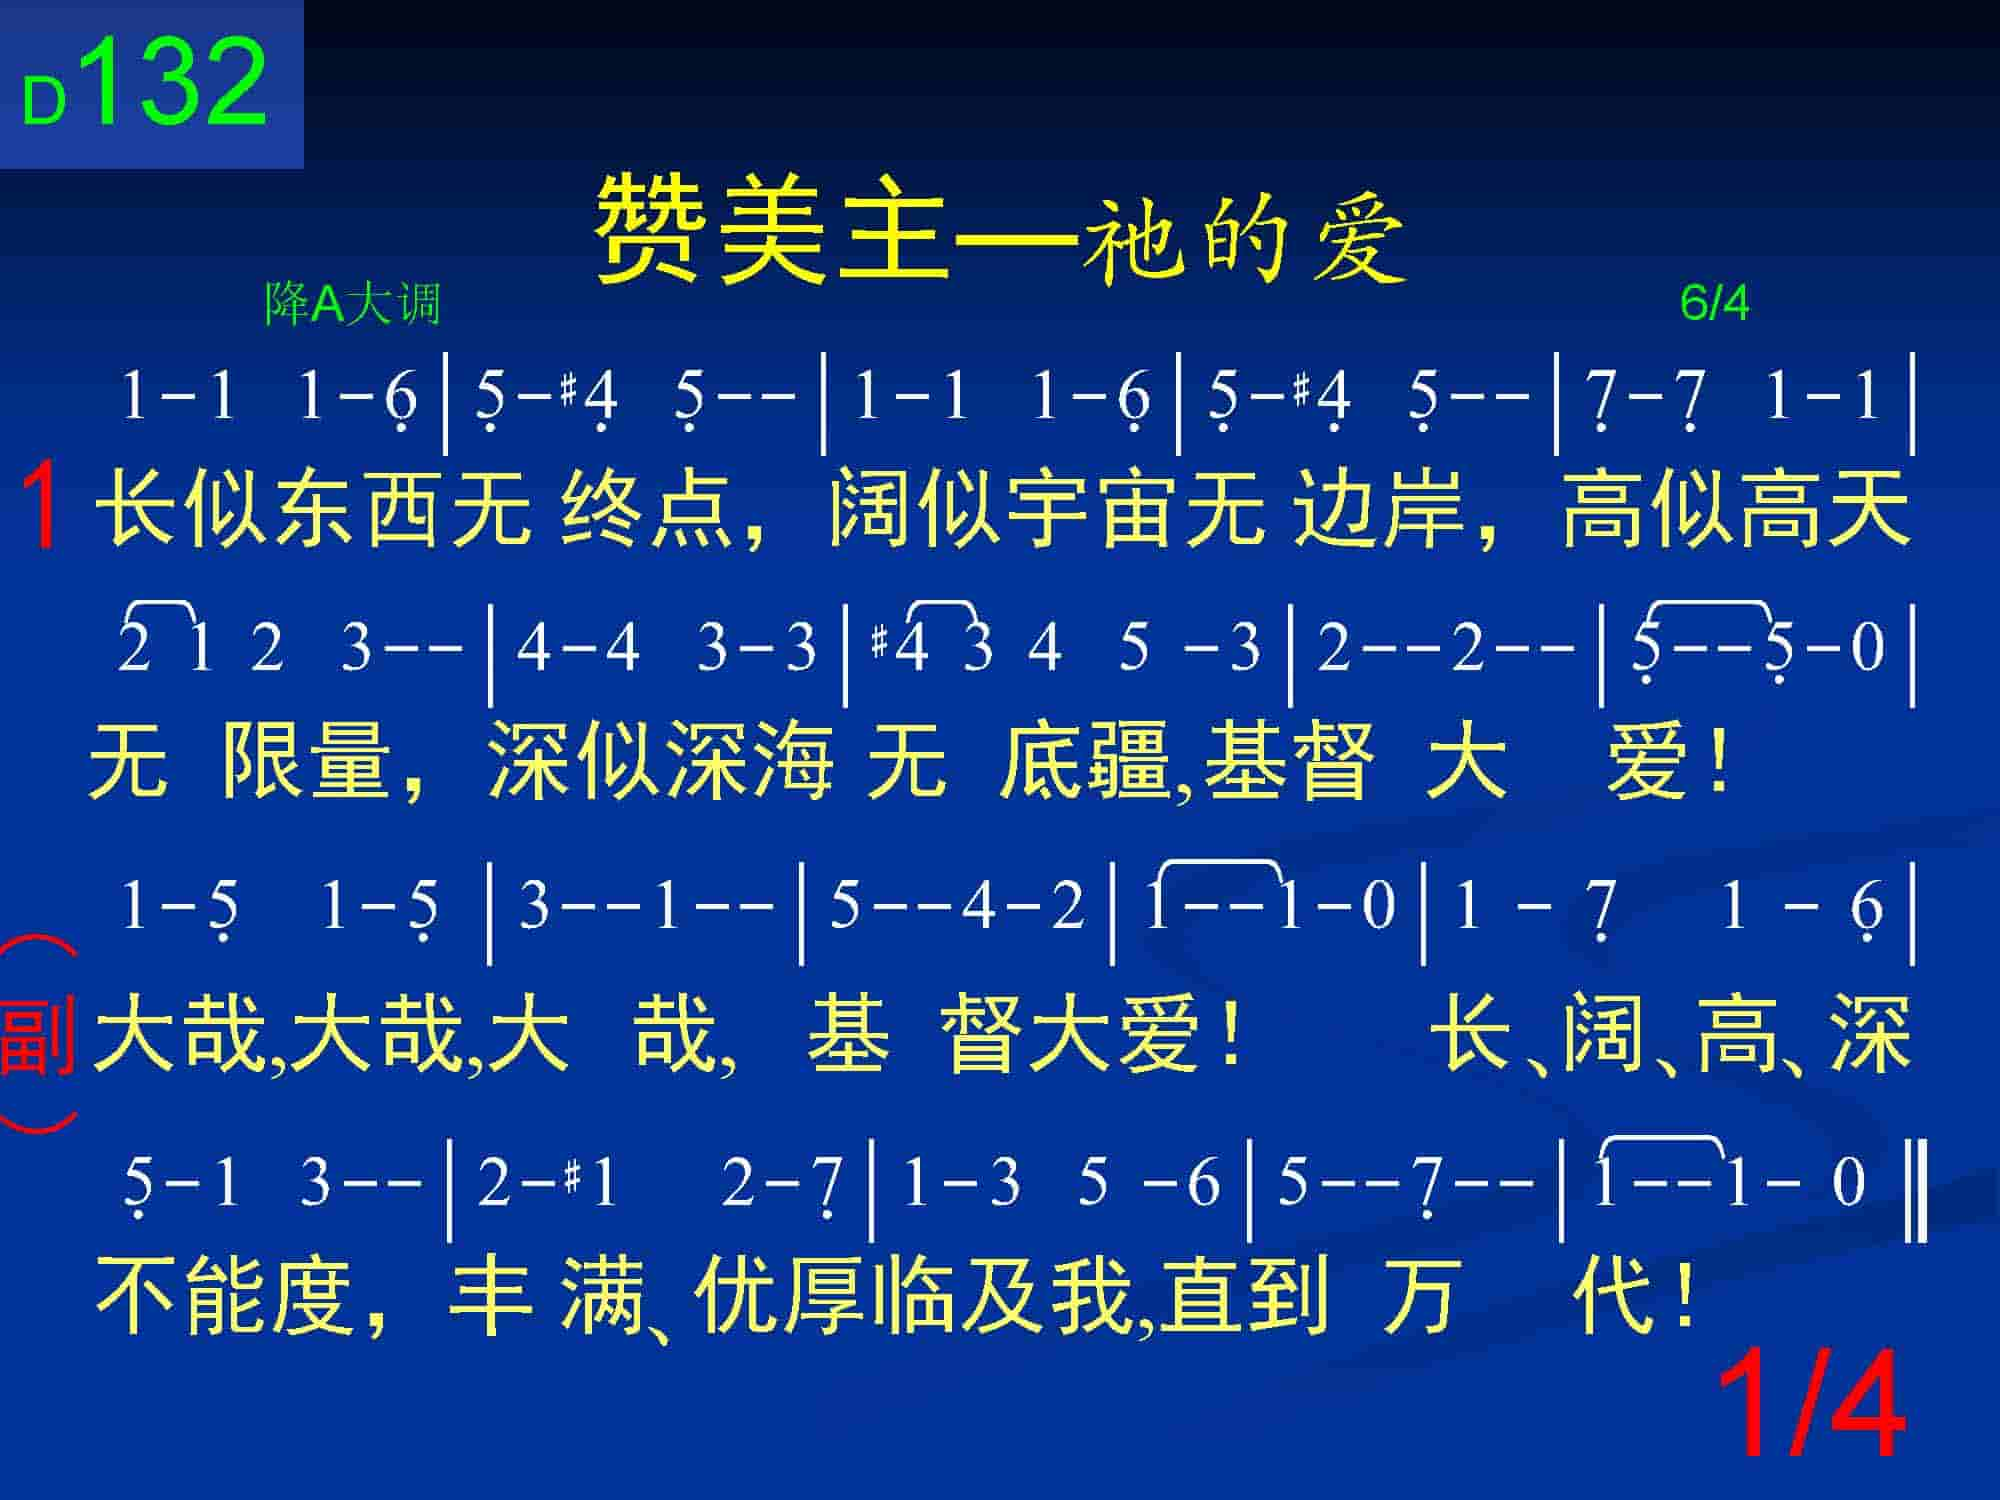 D132
赞美主—祂的爱
降A大调 6/4
1-1 1-6̣ | 5̣-#4̣ 5̣-- | 1-1 1-6̣ | 5̣-#4̣ 5̣-- | 7̣-7̣ 1-1 |
1 长似东西无 终点，阔似宇宙无 边岸，高似高天
2 1 2 3-- | 4-4 3-3 | #4 3 4 5 -3 | 2--2-- | 5̣--5̣-0 |
无 限量，深似深海 无 底疆,基督 大 爱！
1-5̣ 1-5̣ | 3--1-- | 5--4-2 | 1--1-0 | 1 - 7̣ 1 - 6̣ |
（副） 大哉,大哉,大 哉, 基 督大爱！ 长、阔、高、深
5̣-1 3-- | 2-#1 2-7̣ | 1-3 5 -6 | 5--7̣-- | 1--1- 0 ‖
不能度，丰 满、优厚临及我,直到 万 代！
1/4